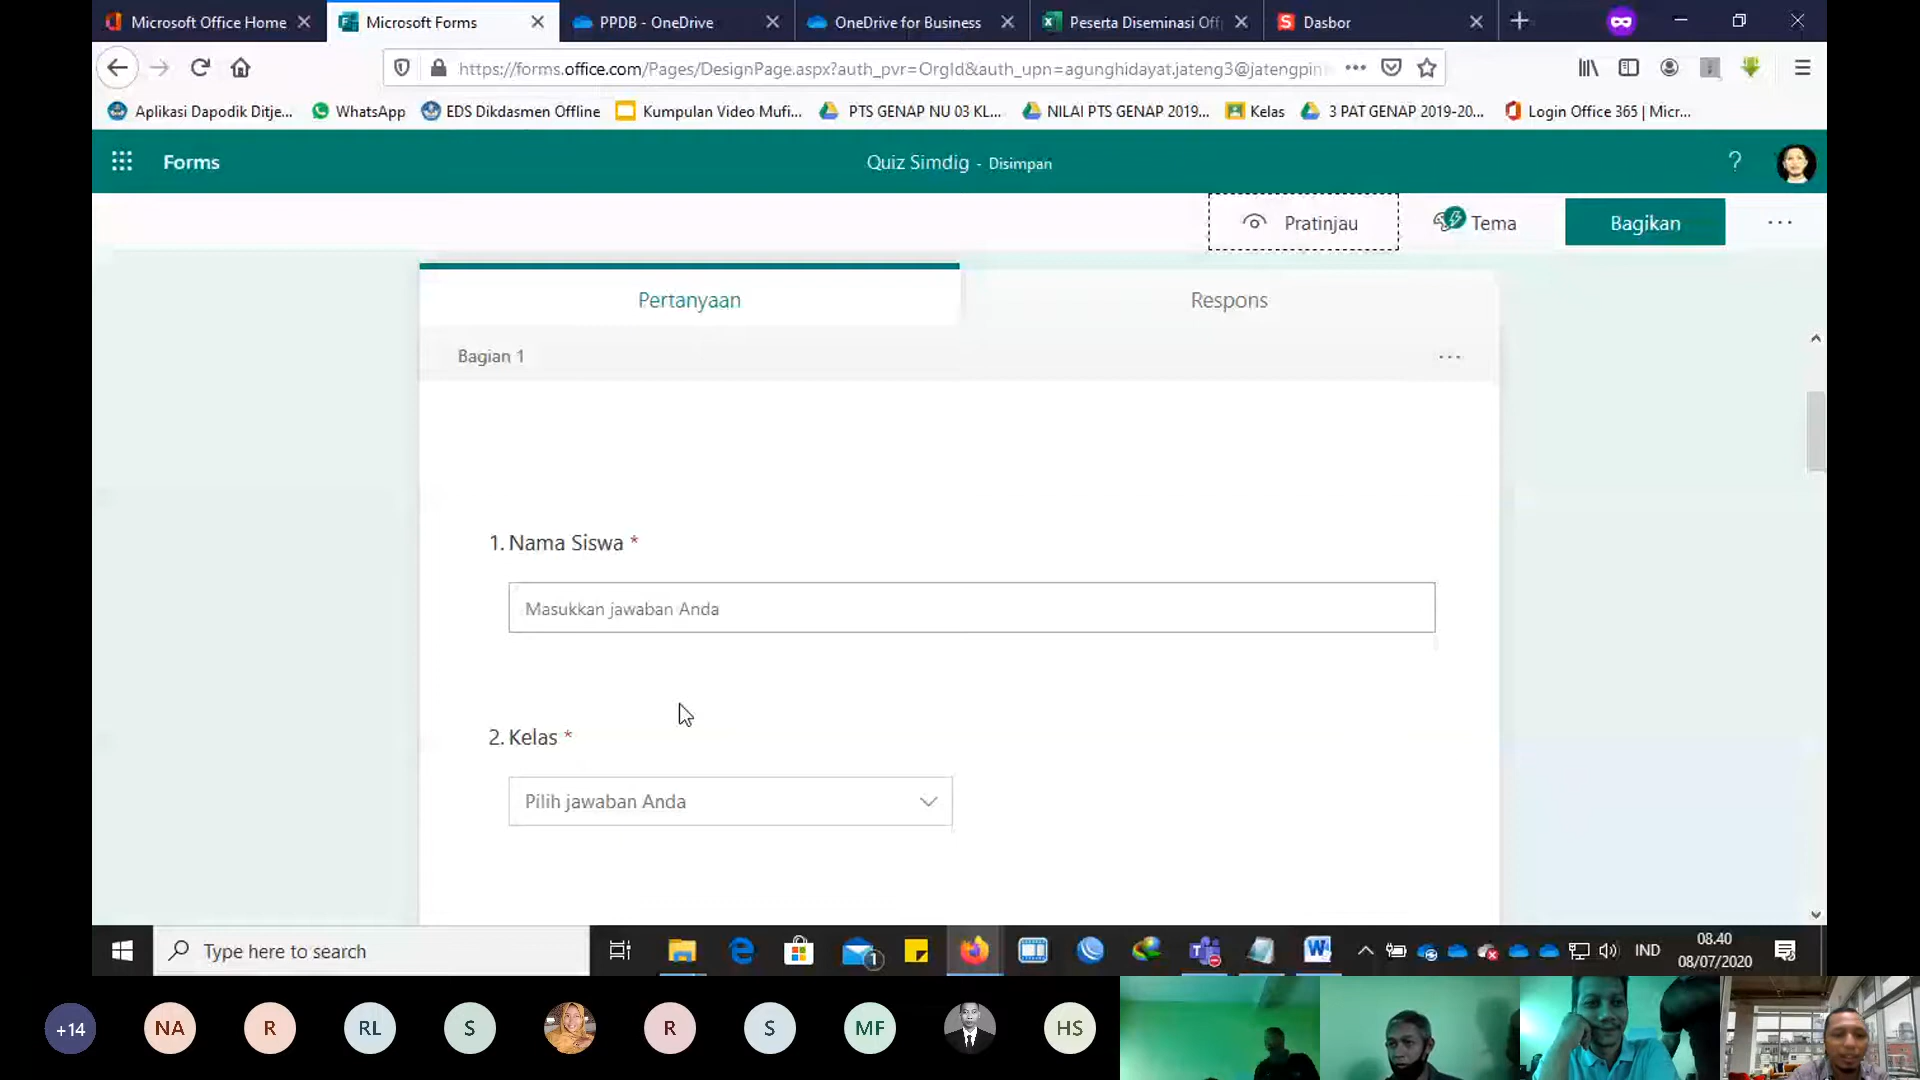 Microsoft Office Home
Microsoft Forms
PPDB - OneDrive
OneDrive for Business
Peserta Diseminasi Off
Dasbor
https://forms.office.com/Pages/DesignPage.aspx?auth_pvr=OrgId&auth_upn=agunghidayat.jateng3@jatengpin
Aplikasi Dapodik Ditje...
WhatsApp
EDS Dikdasmen Offline
Kumpulan Video Mufi...
PTS GENAP NU 03 KL...
NILAI PTS GENAP 2019...
Kelas
3 PAT GENAP 2019-20...
Login Office 365 | Micr...
Forms
Quiz Simdig - Disimpan
?
Pratinjau
Tema
Bagikan
...
Pertanyaan
Respons
Bagian 1
...
1. Nama Siswa *
Masukkan jawaban Anda
2. Kelas *
Pilih jawaban Anda
Type here to search
1
IND
08.40
08/07/2020
+14
NA
R
RL
S
R
S
MF
HS